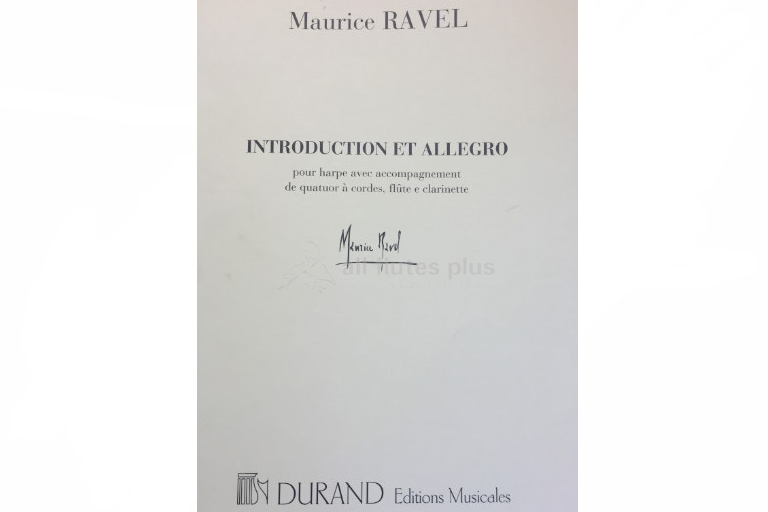 Maurice RAVEL
INTRODUCTION ET ALLEGRO
pour harpe avec accompagnement
de quatuor à cordes, flûte e clarinette
Maurice Ravel
all flutes plus
DURAND Editions Musicales